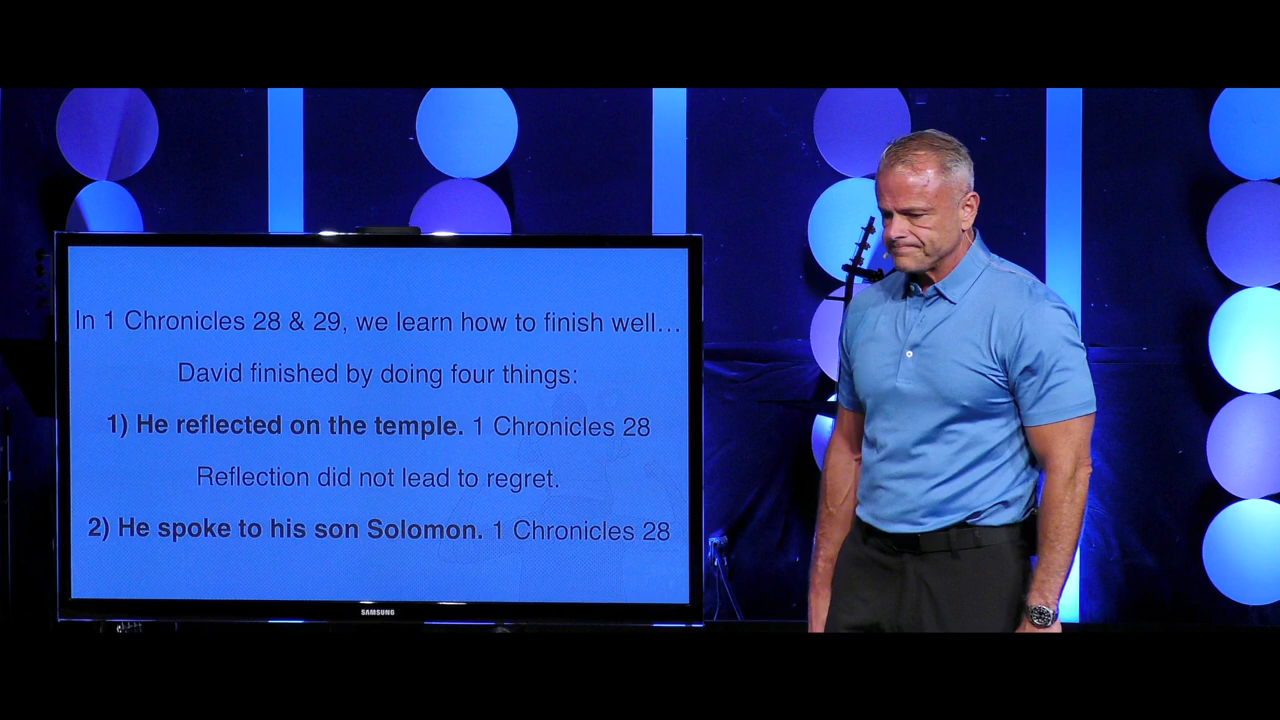 In 1 Chronicles 28 & 29, we learn how to finish well…
David finished by doing four things:
1) He reflected on the temple. 1 Chronicles 28
Reflection did not lead to regret.
2) He spoke to his son Solomon. 1 Chronicles 28
SAMSUNG